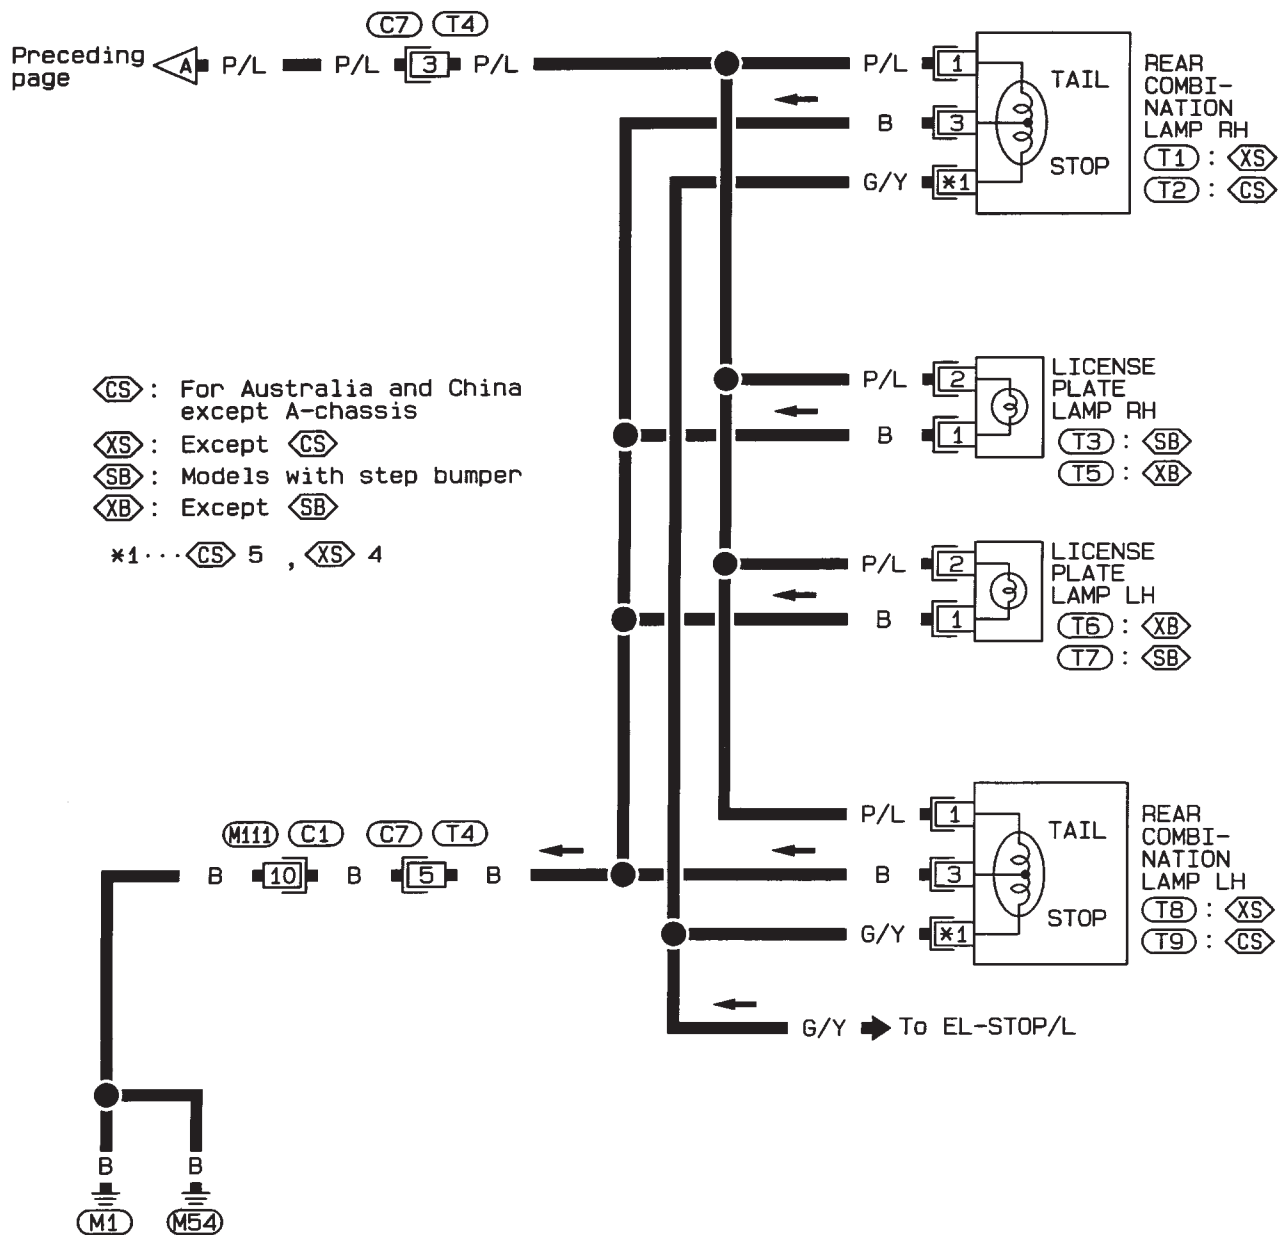 C7 T4
Preceding
page
A P/L P/L 3 P/L P/L 1
B 3
G/Y *1
TAIL
STOP
REAR
COMBI-
NATION
LAMP RH
T1 : XS
T2 : CS
CS : For Australia and China
except A-chassis
XS : Except CS
SB : Models with step bumper
XB : Except SB
*1··· CS 5 , XS 4
P/L 2
B 1
LICENSE
PLATE
LAMP RH
T3 : SB
T5 : XB
P/L 2
B 1
LICENSE
PLATE
LAMP LH
T6 : XB
T7 : SB
P/L 1
B 3
G/Y *1
TAIL
STOP
REAR
COMBI-
NATION
LAMP LH
T8 : XS
T9 : CS
M111 C1 C7 T4
B 10 B 5 B
G/Y To EL-STOP/L
B B
M1 M54